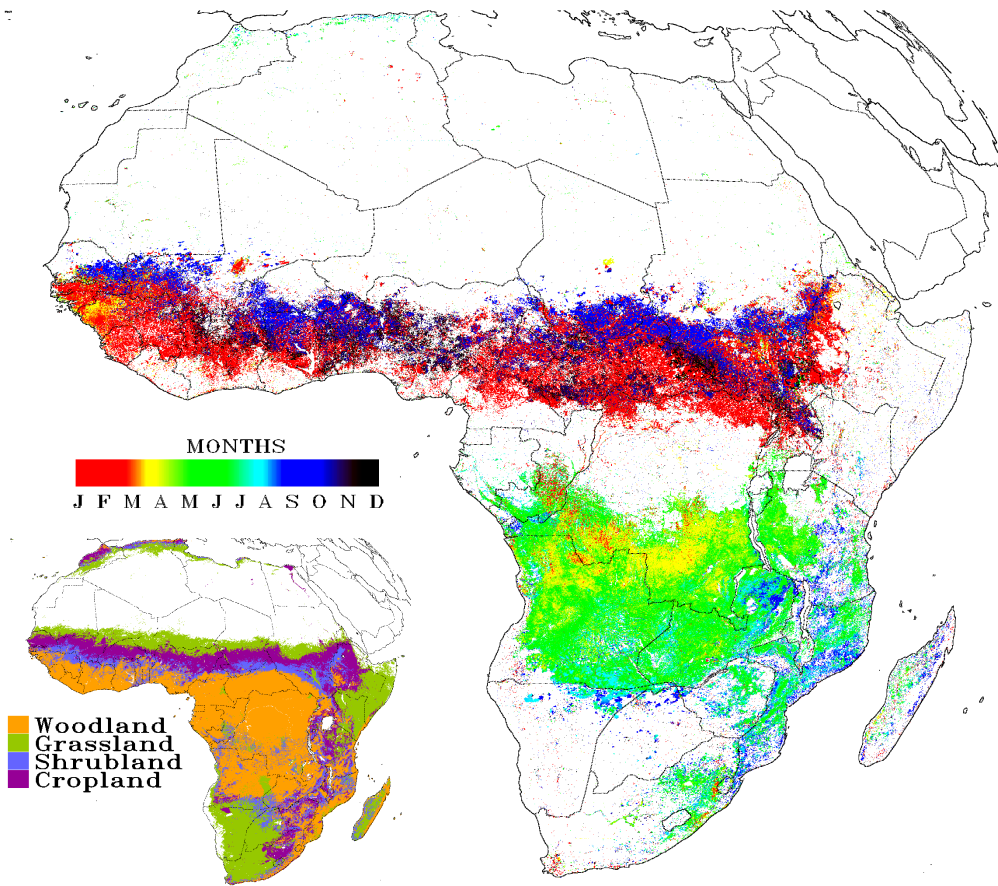 MONTHS
J F M A M J J A S O N D
Woodland
Grassland
Shrubland
Cropland